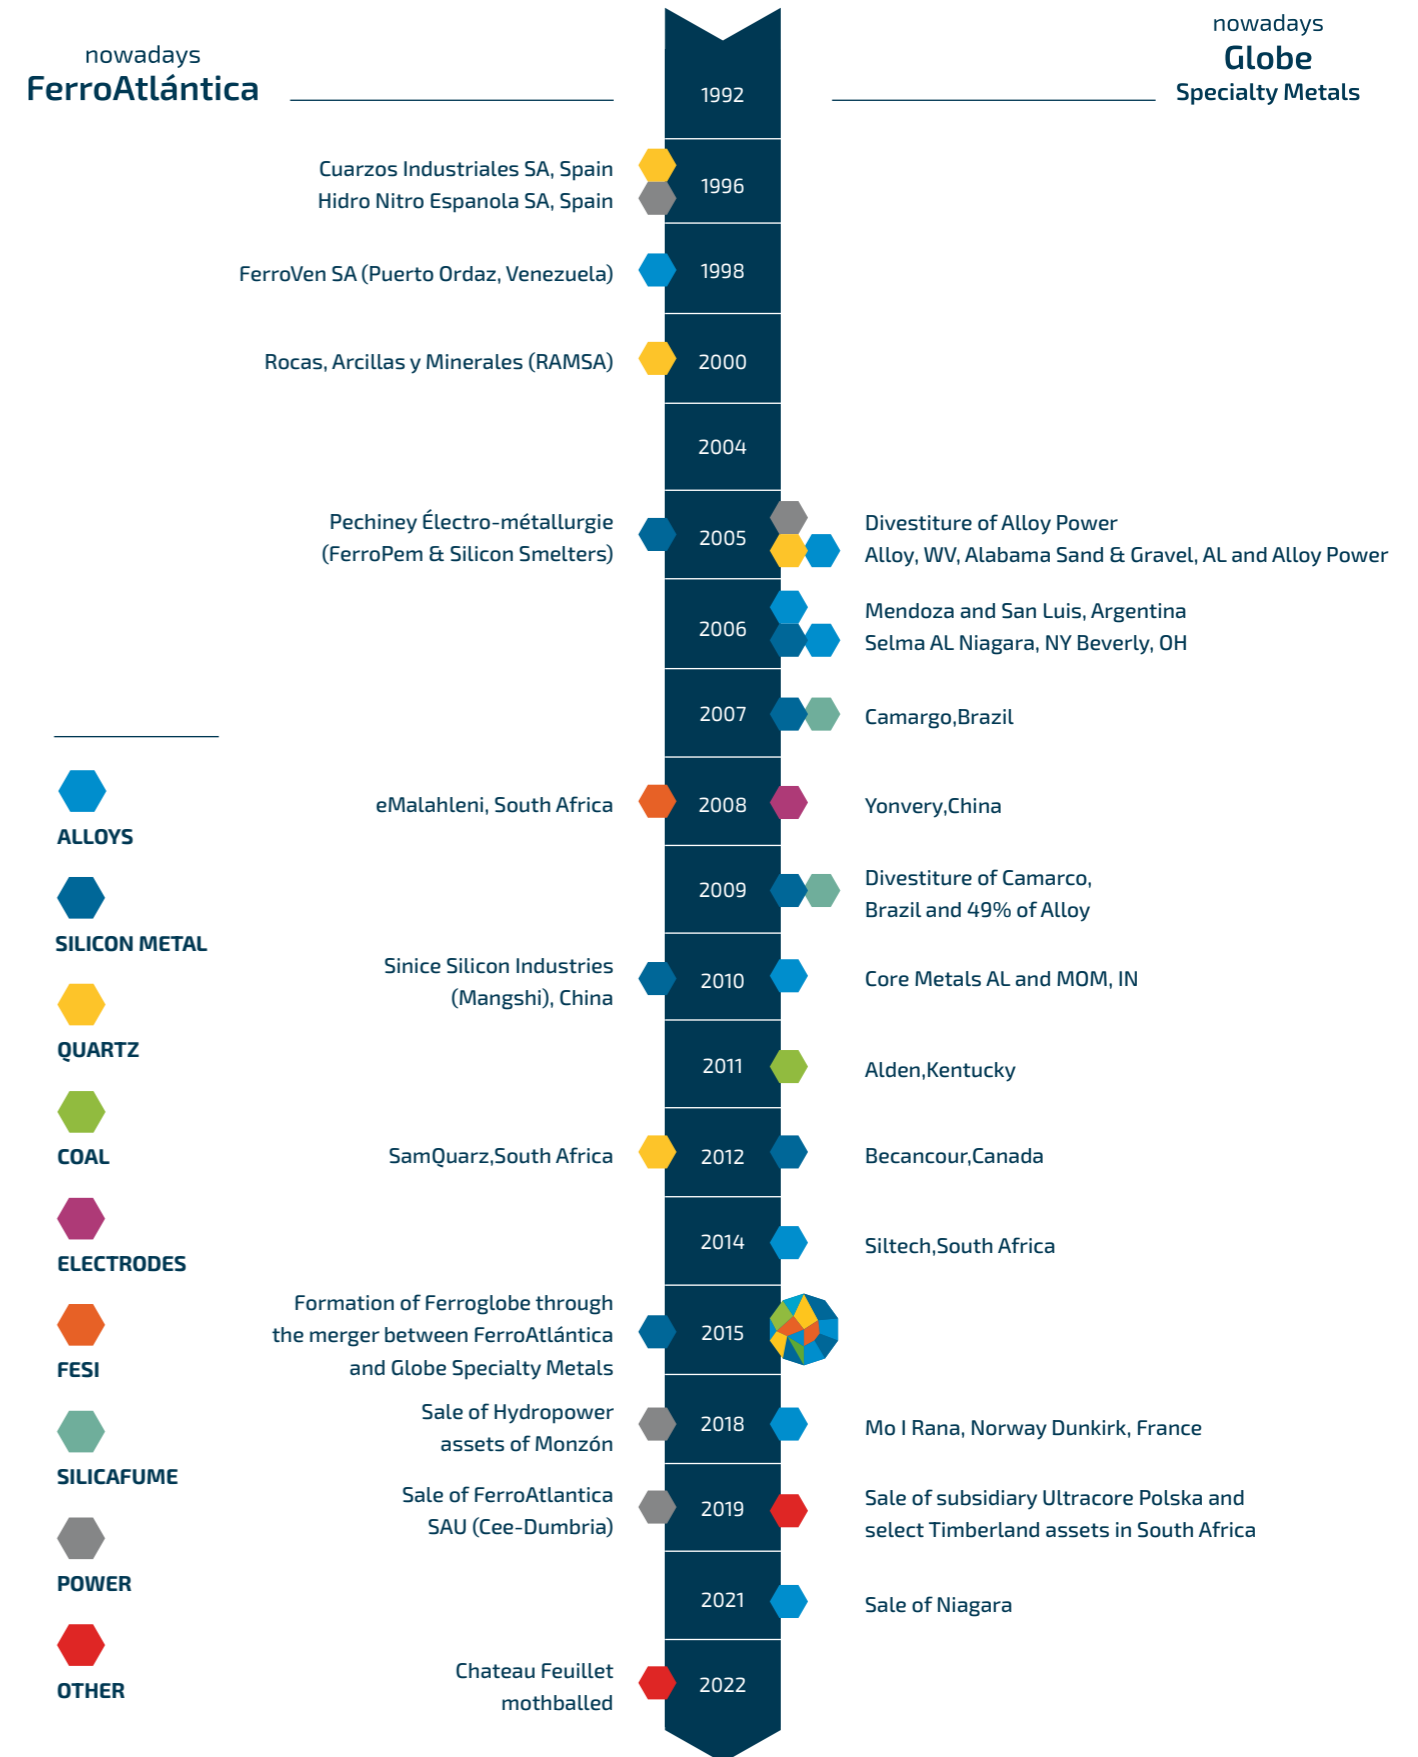 nowadays
FerroAtlántica
nowadays
Globe
Specialty Metals
1992
Cuarzos Industriales SA, Spain
Hidro Nitro Espanola SA, Spain
1996
FerroVen SA (Puerto Ordaz, Venezuela)
1998
Rocas, Arcillas y Minerales (RAMSA)
2000
2004
Pechiney Électro-métallurgie
(FerroPem & Silicon Smelters)
2005
Divestiture of Alloy Power
Alloy, WV, Alabama Sand & Gravel, AL and Alloy Power
2006
Mendoza and San Luis, Argentina
Selma AL Niagara, NY Beverly, OH
2007
Camargo,Brazil
eMalahleni, South Africa
2008
Yonvery,China
2009
Divestiture of Camarco,
Brazil and 49% of Alloy
Sinice Silicon Industries
(Mangshi), China
2010
Core Metals AL and MOM, IN
2011
Alden,Kentucky
SamQuarz,South Africa
2012
Becancour,Canada
2014
Siltech,South Africa
Formation of Ferroglobe through
the merger between FerroAtlántica
and Globe Specialty Metals
2015
Sale of Hydropower
assets of Monzón
2018
Mo I Rana, Norway Dunkirk, France
Sale of FerroAtlantica
SAU (Cee-Dumbria)
2019
Sale of subsidiary Ultracore Polska and
select Timberland assets in South Africa
2021
Sale of Niagara
Chateau Feuillet
mothballed
2022
ALLOYS
SILICON METAL
QUARTZ
COAL
ELECTRODES
FESI
SILICAFUME
POWER
OTHER